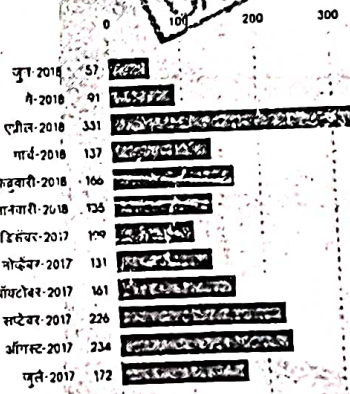 0 100 200 300
जुन-2018 57
मे-2018 91
एप्रील-2018 331
मार्च-2018 137
फेब्रुवारी-2018 166
जानेवारी-2018 135
डिसेंबर-2017
नोव्हेंबर-2017 131
ऑक्टोबर-2017 161
सप्टेंबर-2017 226
ऑगस्ट-2017 234
जुलै-2017 172